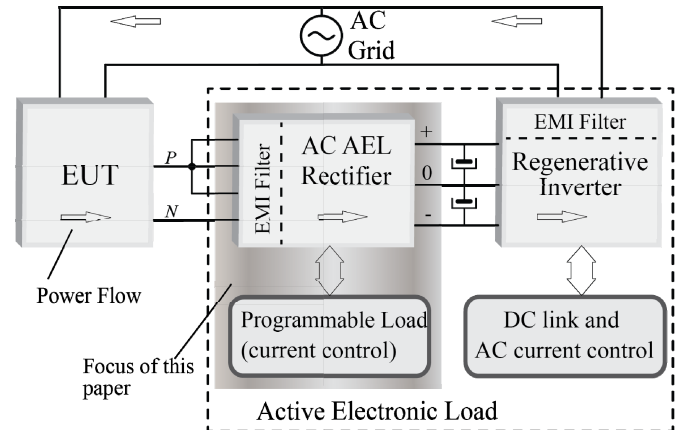 AC
Grid
EUT
P
N
EMI Filter
AC AEL
Rectifier
+
0
-
EMI Filter
Regenerative
Inverter
Power Flow
Programmable Load
(current control)
DC link and
AC current control
Focus of this
paper
Active Electronic Load